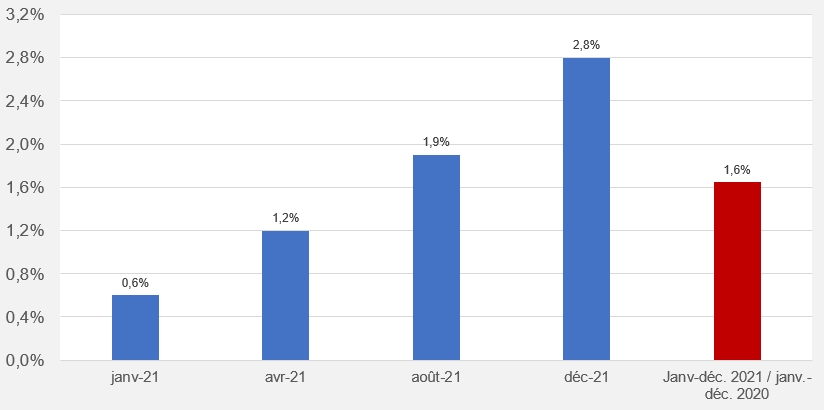 3,2%
2,8%
2,4%
2,0%
1,6%
1,2%
0,8%
0,4%
0,0%
0,6%
1,2%
1,9%
2,8%
1,6%
janv-21
avr-21
août-21
déc-21
Janv-déc. 2021 / janv.-
déc. 2020